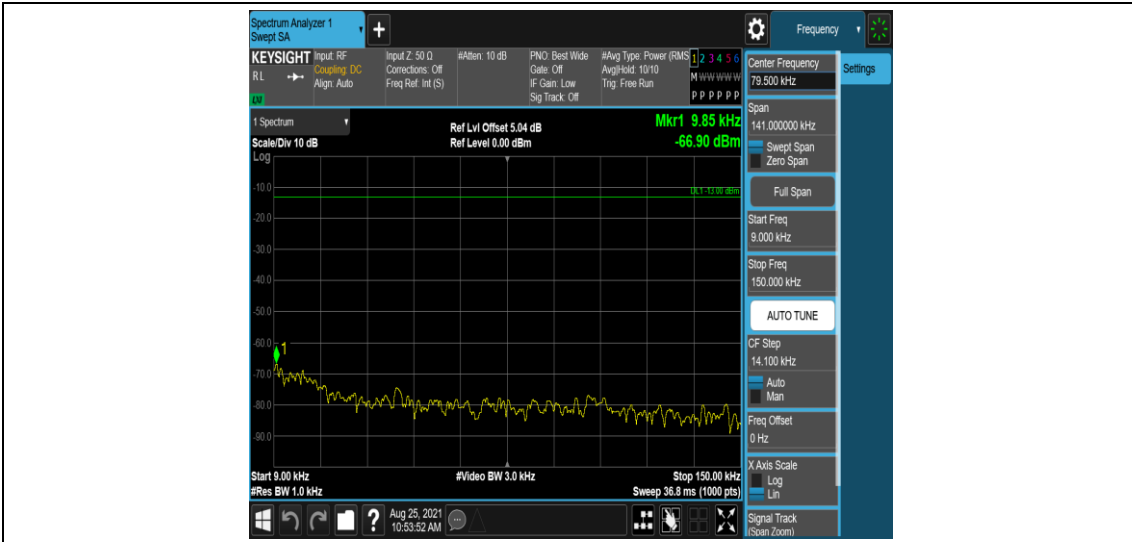 Spectrum Analyzer 1
Swept SA
+
Frequency
KEYSIGHT
RL
LXI
Input: RF
Coupling: DC
Align: Auto
Input Z: 50 Ω
Corrections: Off
Freq Ref: Int (S)
#Atten: 10 dB
PNO: Best Wide
Gate: Off
IF Gain: Low
Sig Track: Off
#Avg Type: Power (RMS
Avg|Hold: 10/10
Trig: Free Run
1 2 3 4 5 6
M W W W W W
P P P P P P
Center Frequency
79.500 kHz
Settings
1 Spectrum
Scale/Div 10 dB
Log
Ref Lvl Offset 5.04 dB
Ref Level 0.00 dBm
Mkr1 9.85 kHz
-66.90 dBm
Span
141.000000 kHz
Swept Span
Zero Span
Full Span
Start Freq
9.000 kHz
Stop Freq
150.000 kHz
AUTO TUNE
CF Step
14.100 kHz
Auto
Man
Freq Offset
0 Hz
X Axis Scale
Log
Lin
Signal Track
(Span Zoom)
DL1 -13.00 dBm
-10.0
-20.0
-30.0
-40.0
-50.0
-60.0
1
-70.0
-80.0
-90.0
Start 9.00 kHz
#Res BW 1.0 kHz
#Video BW 3.0 kHz
Stop 150.00 kHz
Sweep 36.8 ms (1000 pts)
?
Aug 25, 2021
10:53:52 AM